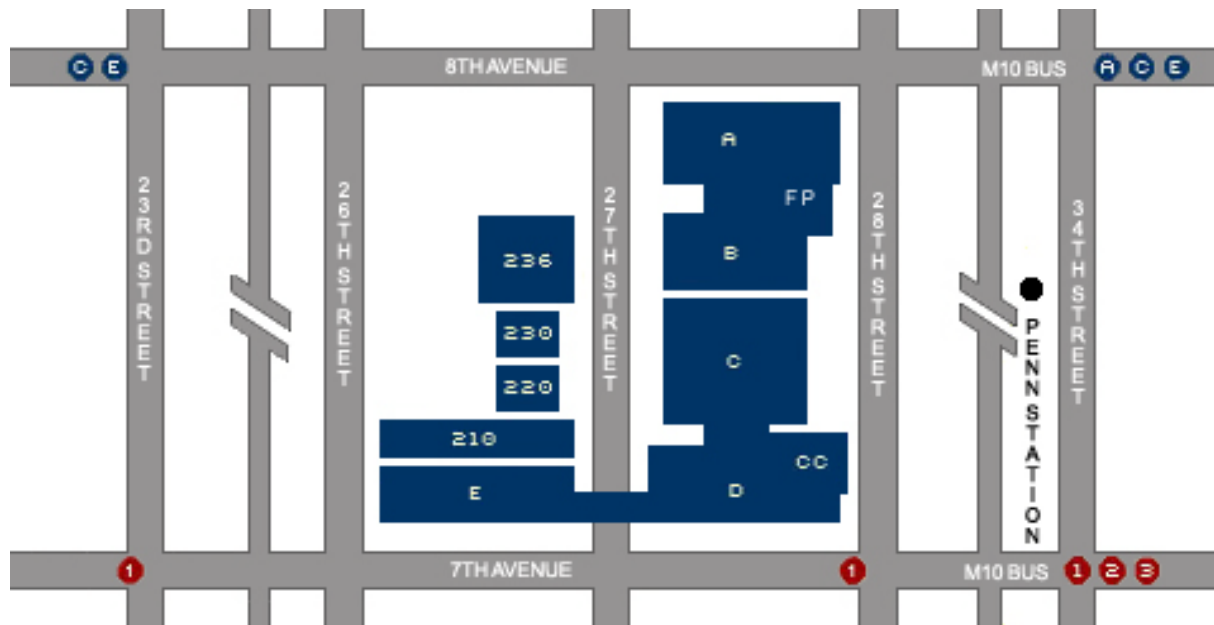 C E
8TH AVENUE
M10 BUS
A C E
A
FP
23RD STREET
26TH STREET
27TH STREET
28TH STREET
34TH STREET
236
B
230
PENN STATION
C
220
210
CC
E
D
1
7TH AVENUE
1
M10 BUS
1 2 3